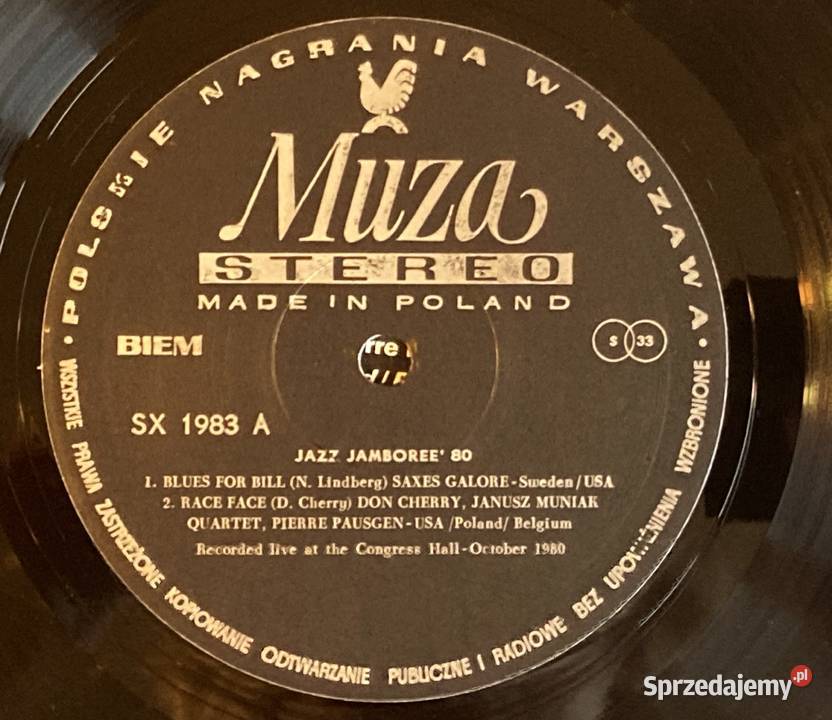 POLSKIE NAGRANIA WARSZAWA
Muza
STEREO
MADE IN POLAND
BIEM
S 33
rre
SX 1983 A
JAZZ JAMBOREE' 80
1. BLUES FOR BILL (N. Lindberg) SAXES GALORE-Sweden/USA
2. RACE FACE (D. Cherry) DON CHERRY, JANUSZ MUNIAK
QUARTET, PIERRE PAUSGEN-USA /Poland/ Belgium
Recorded live at the Congress Hall-October 1980
WSZYSTKIE PRAWA ZASTRZEŻONE KOPIOWANIE ODTWARZANIE PUBLICZNE I RADIOWE BEZ UPOWAŻNIENIA WZBRONIONE
Sprzedajemy.pl